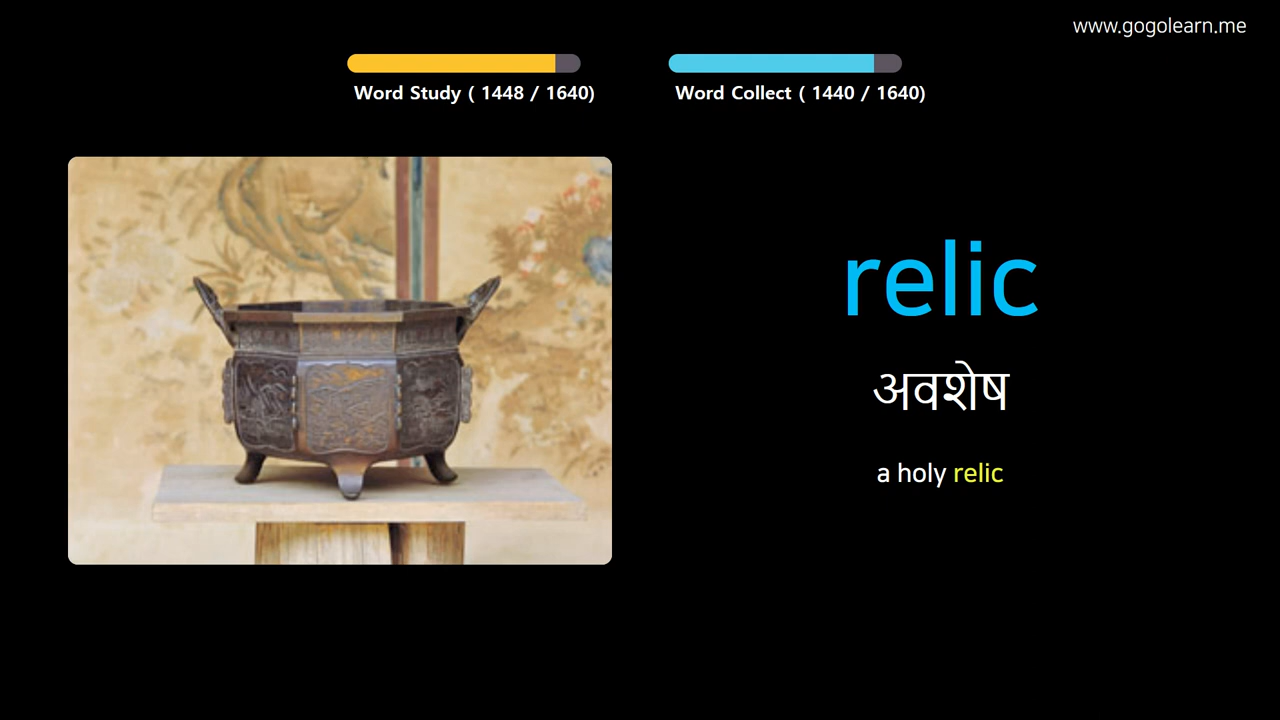 www.gogolearn.me
Word Study ( 1448 / 1640)
Word Collect ( 1440 / 1640)
relic
अवशेष
a holy relic